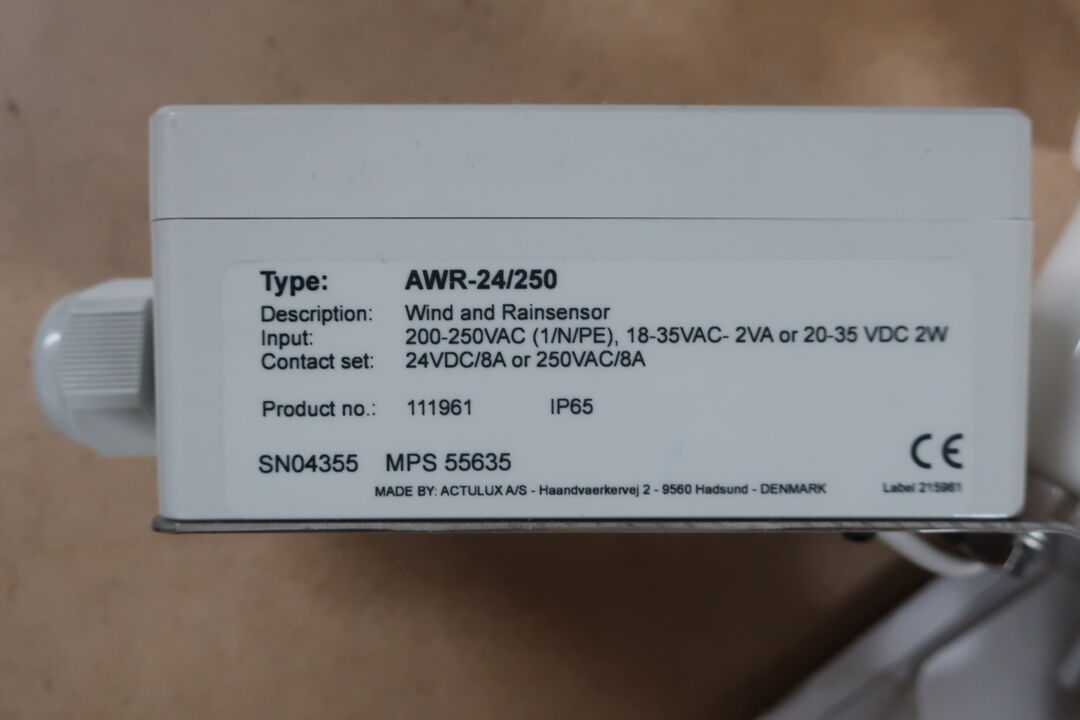 Type: AWR-24/250
Description: Wind and Rainsensor
Input: 200-250VAC (1/N/PE), 18-35VAC- 2VA or 20-35 VDC 2W
Contact set: 24VDC/8A or 250VAC/8A
Product no.: 111961 IP65
SN04355 MPS 55635
CE
MADE BY: ACTULUX A/S - Haandvaerkervej 2 - 9560 Hadsund - DENMARK
Label 215961